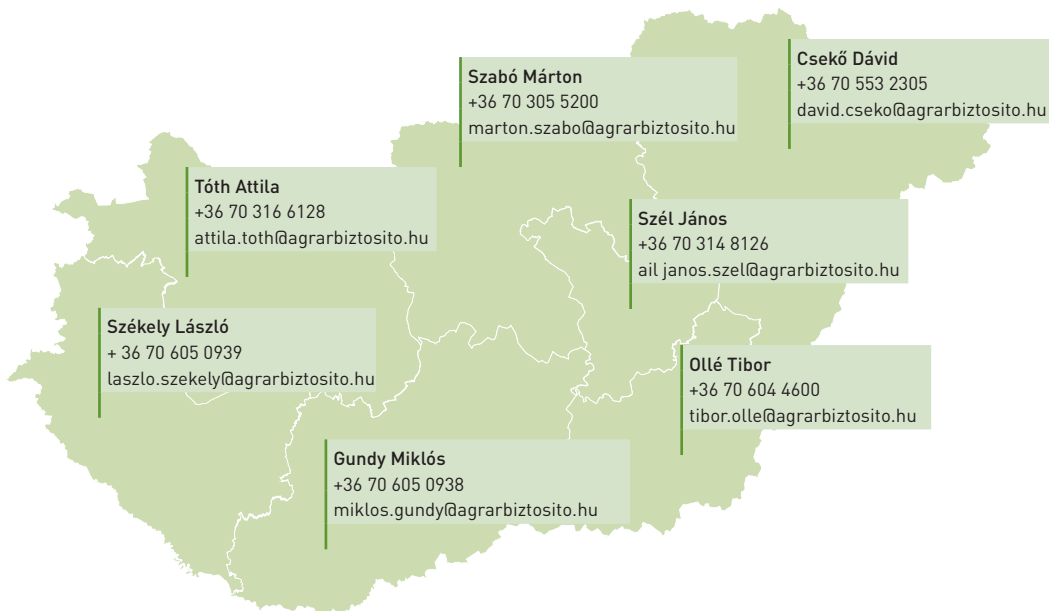 Csekő Dávid
+36 70 553 2305
david.cseko@agrarbiztosito.hu
Szabó Márton
+36 70 305 5200
marton.szabo@agrarbiztosito.hu
Tóth Attila
+36 70 316 6128
attila.toth@agrarbiztosito.hu
Szél János
+36 70 314 8126
ail janos.szel@agrarbiztosito.hu
Székely László
+ 36 70 605 0939
laszlo.szekely@agrarbiztosito.hu
Ollé Tibor
+36 70 604 4600
tibor.olle@agrarbiztosito.hu
Gundy Miklós
+36 70 605 0938
miklos.gundy@agrarbiztosito.hu